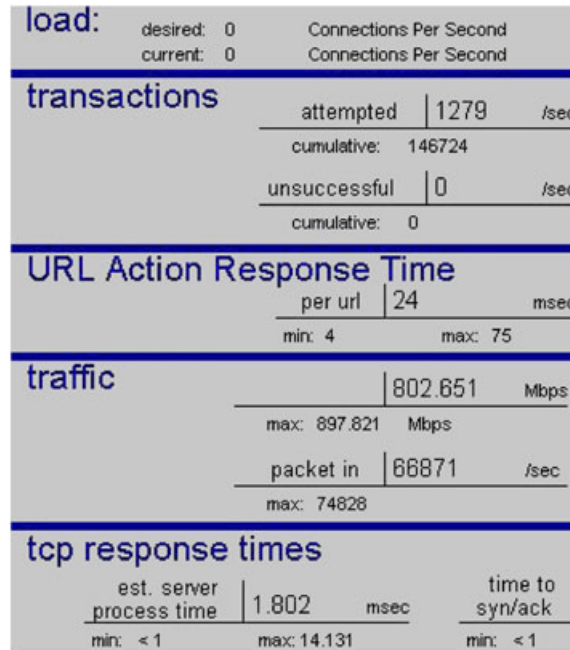 load:
desired: 0 Connections Per Second
current: 0 Connections Per Second
transactions
attempted 1279 /sec
cumulative: 146724
unsuccessful 0 /sec
cumulative: 0
URL Action Response Time
per url 24 msec
min: 4 max: 75
traffic
802.651 Mbps
max: 897.821 Mbps
packet in 66871 /sec
max: 74828
tcp response times
est. server time to
process time 1.802 msec syn/ack
min: < 1 max: 14.131 min: < 1